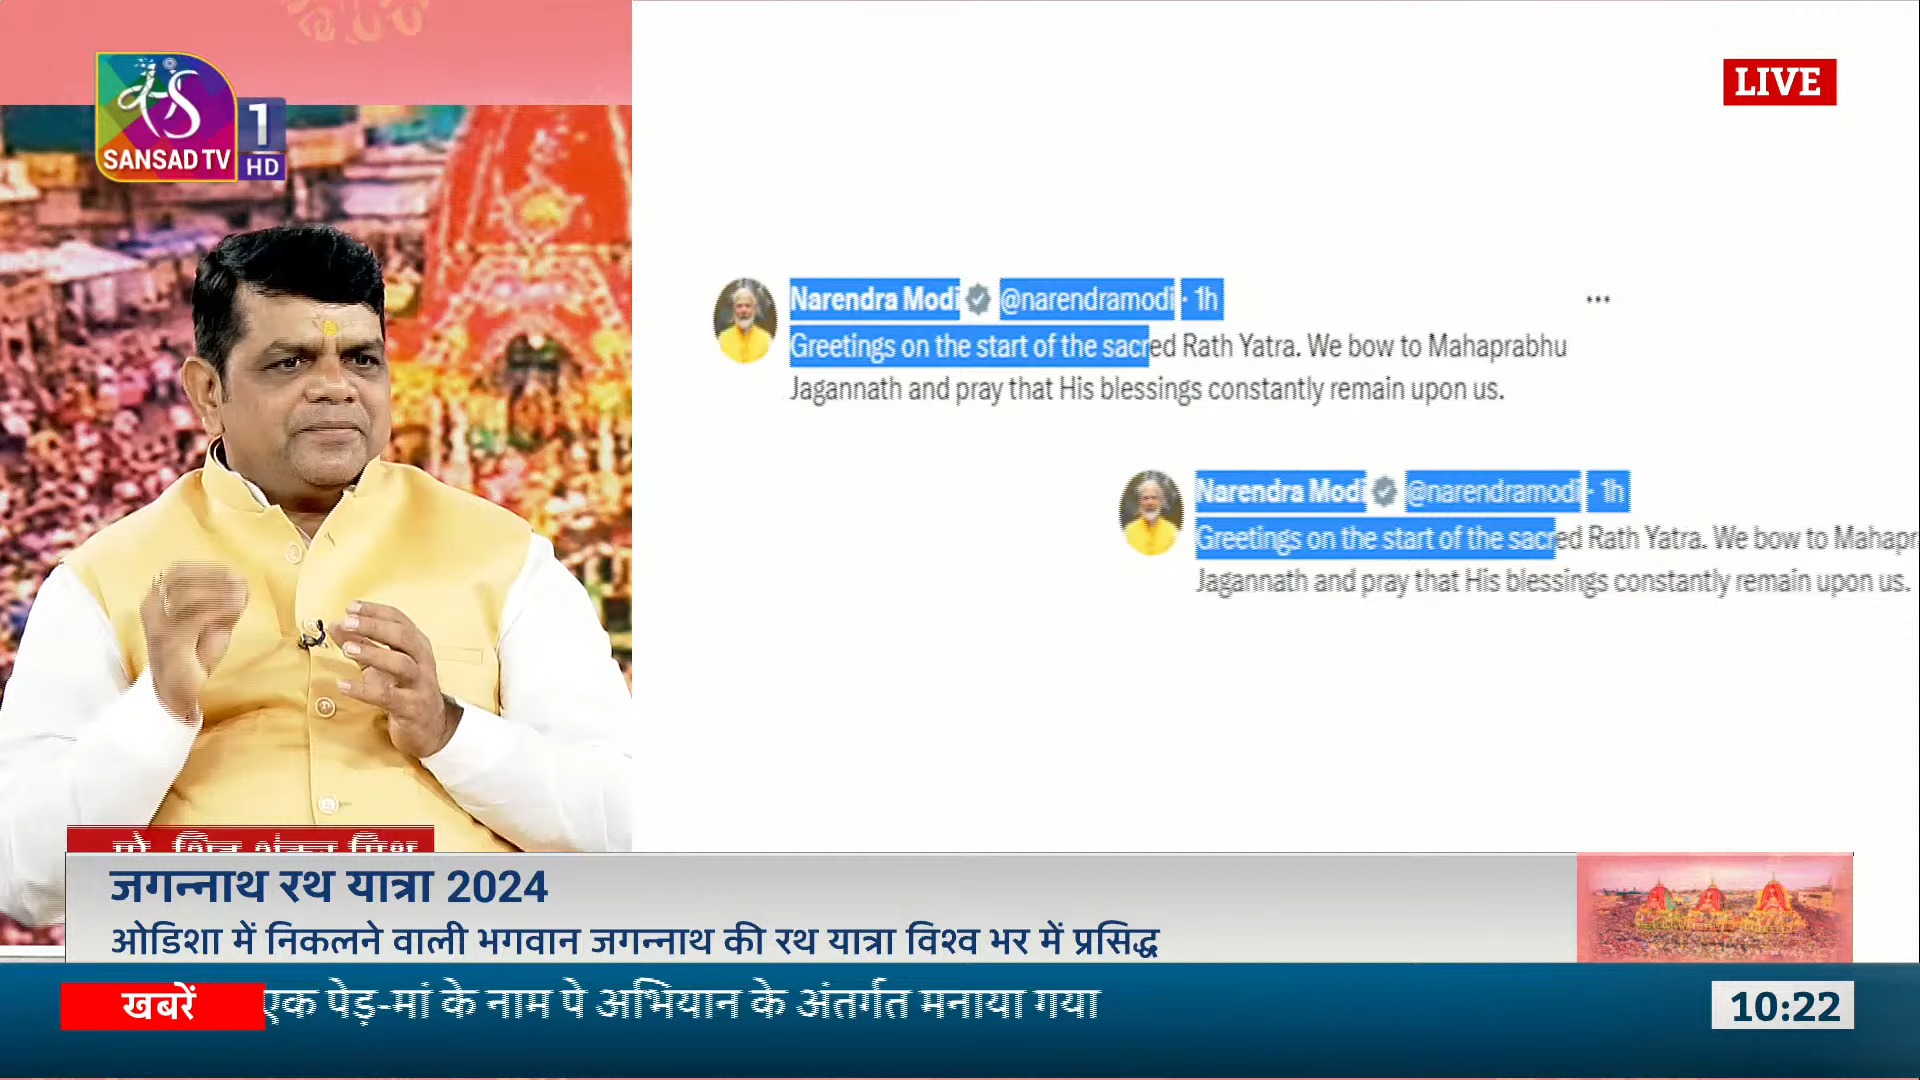 SANSAD TV
1
HD
LIVE
Narendra Modi @narendramodi · 1h
Greetings on the start of the sacred Rath Yatra. We bow to Mahaprabhu
Jagannath and pray that His blessings constantly remain upon us.
Narendra Modi @narendramodi · 1h
Greetings on the start of the sacred Rath Yatra. We bow to
Jagannath and pray that His blessings constantly remain upon us.
प्रो. शिव शंकर मिश्र
जगन्नाथ रथ यात्रा 2024
ओडिशा में निकलने वाली भगवान जगन्नाथ की रथ यात्रा विश्व भर में प्रसिद्ध
खबरें
एक पेड़-मां के नाम पे अभियान के अंतर्गत मनाया गया
10:22